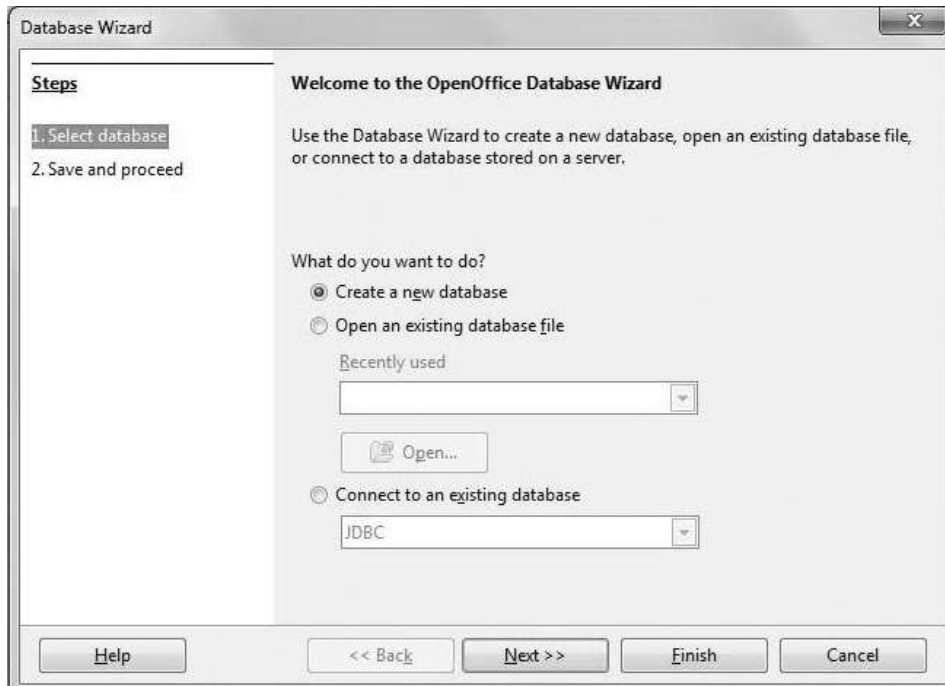 Database Wizard
Steps
1. Select database
2. Save and proceed
Welcome to the OpenOffice Database Wizard
Use the Database Wizard to create a new database, open an existing database file,
or connect to a database stored on a server.
What do you want to do?
Create a new database
Open an existing database file
Recently used
Open...
Connect to an existing database
JDBC
Help
<< Back
Next >>
Finish
Cancel